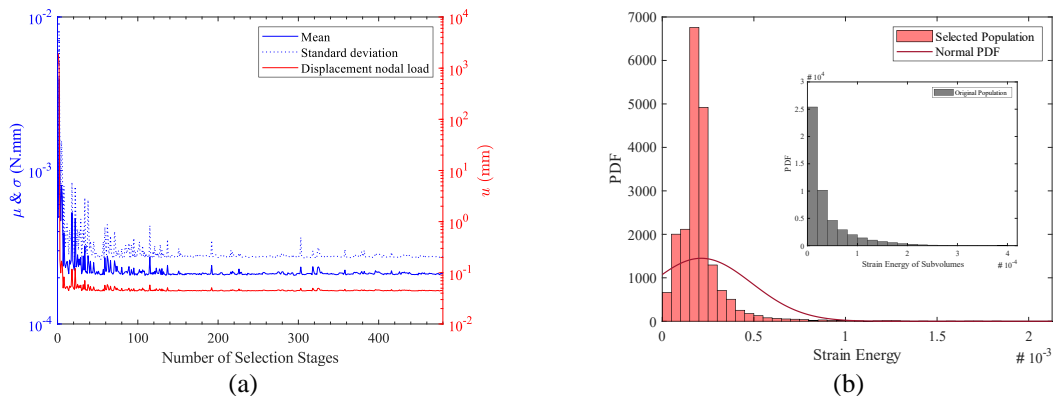 10^-2
10^-3
10^-4
μ & σ (N.mm)
Mean
Standard deviation
Displacement nodal load
10^4
10^3
10^2
10^1
10^0
10^-1
10^-2
u (mm)
0 100 200 300 400
Number of Selection Stages
(a)
7000
6000
5000
4000
3000
2000
1000
0
PDF
Selected Population
Normal PDF
# 10^4
3
2.5
2
1.5
1
0.5
0
PDF
Original Population
0 1 2 3 4
Strain Energy of Subvolumes # 10^-4
0 0.5 1 1.5 2
Strain Energy # 10^-3
(b)